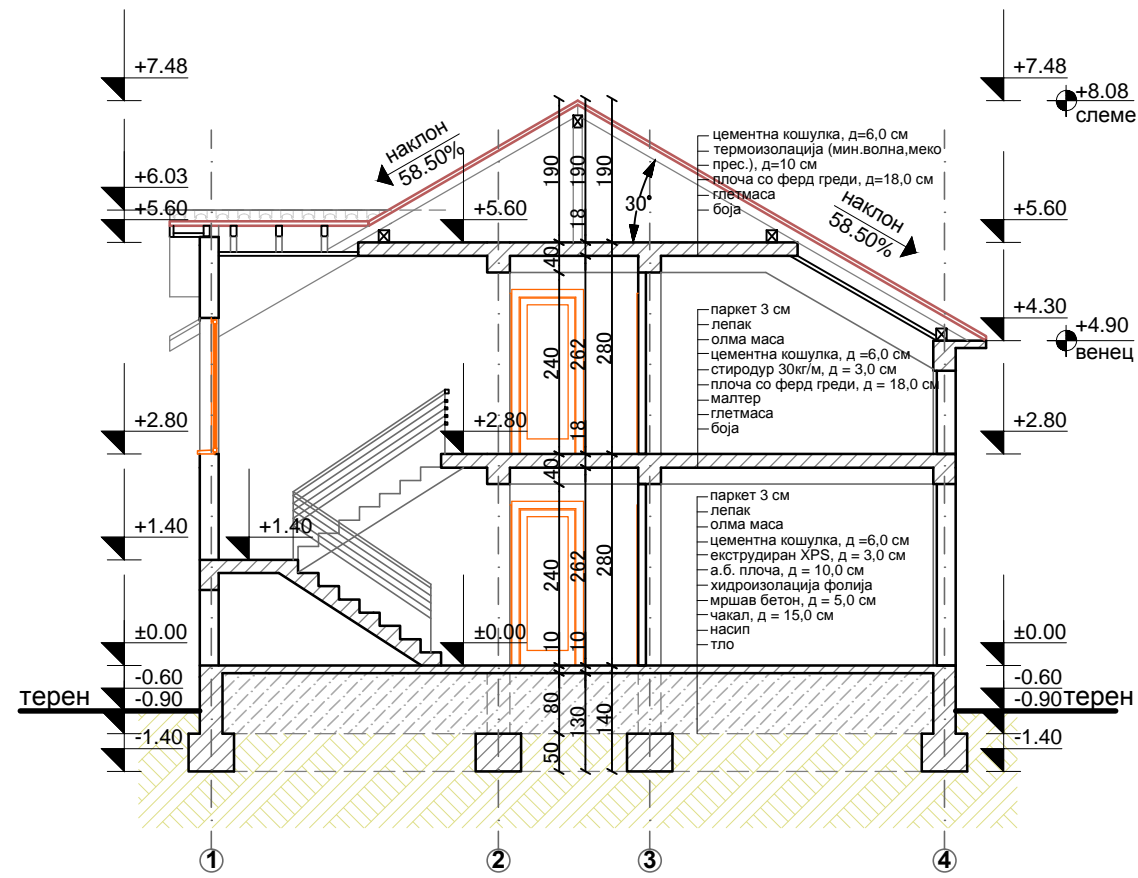 +7.48
+7.48
+8.08
слеме
наклон
58.50%
цементна кошулка, д=6,0 см
термоизолација (мин.волна,меко
прес.), д=10 см
плоча со ферд греди, д=18,0 см
глетмаса
боја
190
190
190
30°
+6.03
+5.60
+5.60
18
+5.60
наклон
58.50%
40
паркет 3 см
лепак
олма маса
цементна кошулка, д =6,0 см
стиродур 30кг/м, д = 3,0 см
плоча со ферд греди, д = 18,0 см
малтер
глетмаса
боја
+4.30
+4.90
венец
240
262
280
+2.80
+2.80
18
+2.80
40
паркет 3 см
лепак
олма маса
цементна кошулка, д =6,0 см
екструдиран XPS, д = 3,0 см
а.б. плоча, д = 10,0 см
хидроизолација фолија
мршав бетон, д = 5,0 см
чакал, д = 15,0 см
насип
тло
+1.40
+1.40
+1.40
240
262
280
±0.00
±0.00
10
10
±0.00
-0.60
-0.60
терен
-0.90
-0.90
терен
80
130
140
-1.40
-1.40
50
1
2
3
4